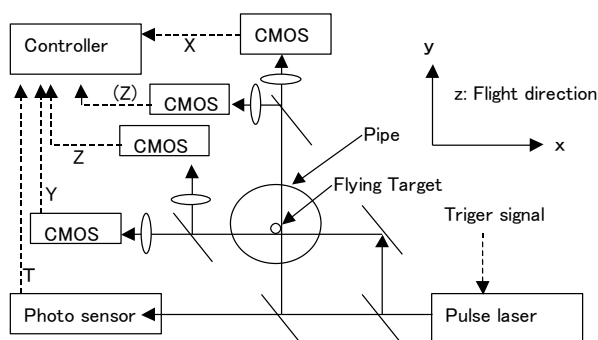 Controller
X
CMOS
y
(Z)
CMOS
z: Flight direction
CMOS
Z
x
Pipe
Flying Target
Y
CMOS
Triger signal
T
Photo sensor
Pulse laser